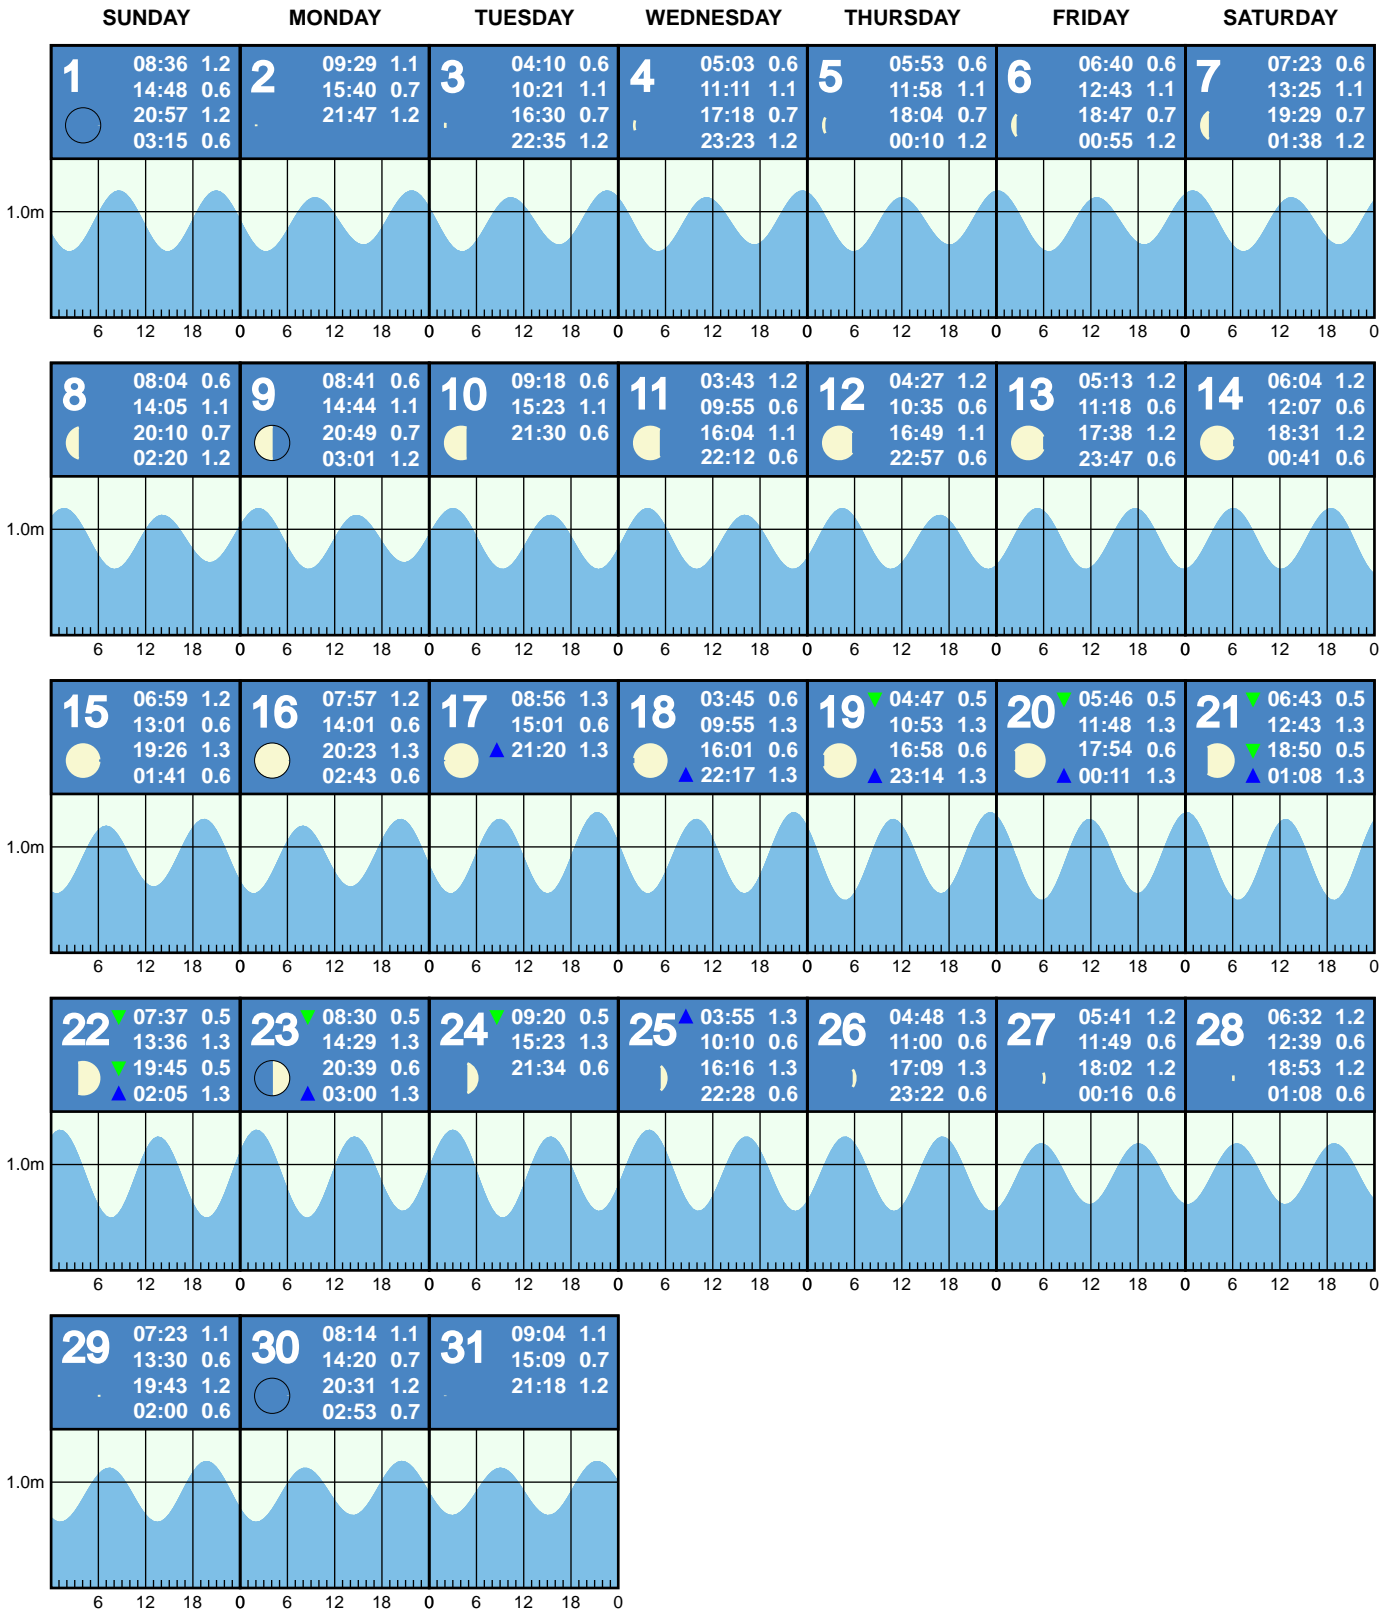 SUNDAY MONDAY TUESDAY WEDNESDAY THURSDAY FRIDAY SATURDAY
1 08:36 1.2
14:48 0.6
20:57 1.2
03:15 0.6
2 09:29 1.1
15:40 0.7
21:47 1.2
3 04:10 0.6
10:21 1.1
16:30 0.7
22:35 1.2
4 05:03 0.6
11:11 1.1
17:18 0.7
23:23 1.2
5 05:53 0.6
11:58 1.1
18:04 0.7
00:10 1.2
6 06:40 0.6
12:43 1.1
18:47 0.7
00:55 1.2
7 07:23 0.6
13:25 1.1
19:29 0.7
01:38 1.2
1.0m
6 12 18 0 6 12 18 0 6 12 18 0 6 12 18 0 6 12 18 0 6 12 18 0 6 12 18 0
8 08:04 0.6
14:05 1.1
20:10 0.7
02:20 1.2
9 08:41 0.6
14:44 1.1
20:49 0.7
03:01 1.2
10 09:18 0.6
15:23 1.1
21:30 0.6
11 03:43 1.2
09:55 0.6
16:04 1.1
22:12 0.6
12 04:27 1.2
10:35 0.6
16:49 1.1
22:57 0.6
13 05:13 1.2
11:18 0.6
17:38 1.2
23:47 0.6
14 06:04 1.2
12:07 0.6
18:31 1.2
00:41 0.6
1.0m
6 12 18 0 6 12 18 0 6 12 18 0 6 12 18 0 6 12 18 0 6 12 18 0 6 12 18 0
15 06:59 1.2
13:01 0.6
19:26 1.3
01:41 0.6
16 07:57 1.2
14:01 0.6
20:23 1.3
02:43 0.6
17 08:56 1.3
15:01 0.6
21:20 1.3
18 03:45 0.6
09:55 1.3
16:01 0.6
22:17 1.3
19 04:47 0.5
10:53 1.3
16:58 0.6
23:14 1.3
20 05:46 0.5
11:48 1.3
17:54 0.6
00:11 1.3
21 06:43 0.5
12:43 1.3
18:50 0.5
01:08 1.3
1.0m
6 12 18 0 6 12 18 0 6 12 18 0 6 12 18 0 6 12 18 0 6 12 18 0 6 12 18 0
22 07:37 0.5
13:36 1.3
19:45 0.5
02:05 1.3
23 08:30 0.5
14:29 1.3
20:39 0.6
03:00 1.3
24 09:20 0.5
15:23 1.3
21:34 0.6
25 03:55 1.3
10:10 0.6
16:16 1.3
22:28 0.6
26 04:48 1.3
11:00 0.6
17:09 1.3
23:22 0.6
27 05:41 1.2
11:49 0.6
18:02 1.2
00:16 0.6
28 06:32 1.2
12:39 0.6
18:53 1.2
01:08 0.6
1.0m
6 12 18 0 6 12 18 0 6 12 18 0 6 12 18 0 6 12 18 0 6 12 18 0 6 12 18 0
29 07:23 1.1
13:30 0.6
19:43 1.2
02:00 0.6
30 08:14 1.1
14:20 0.7
20:31 1.2
02:53 0.7
31 09:04 1.1
15:09 0.7
21:18 1.2
1.0m
6 12 18 0 6 12 18 0 6 12 18 0